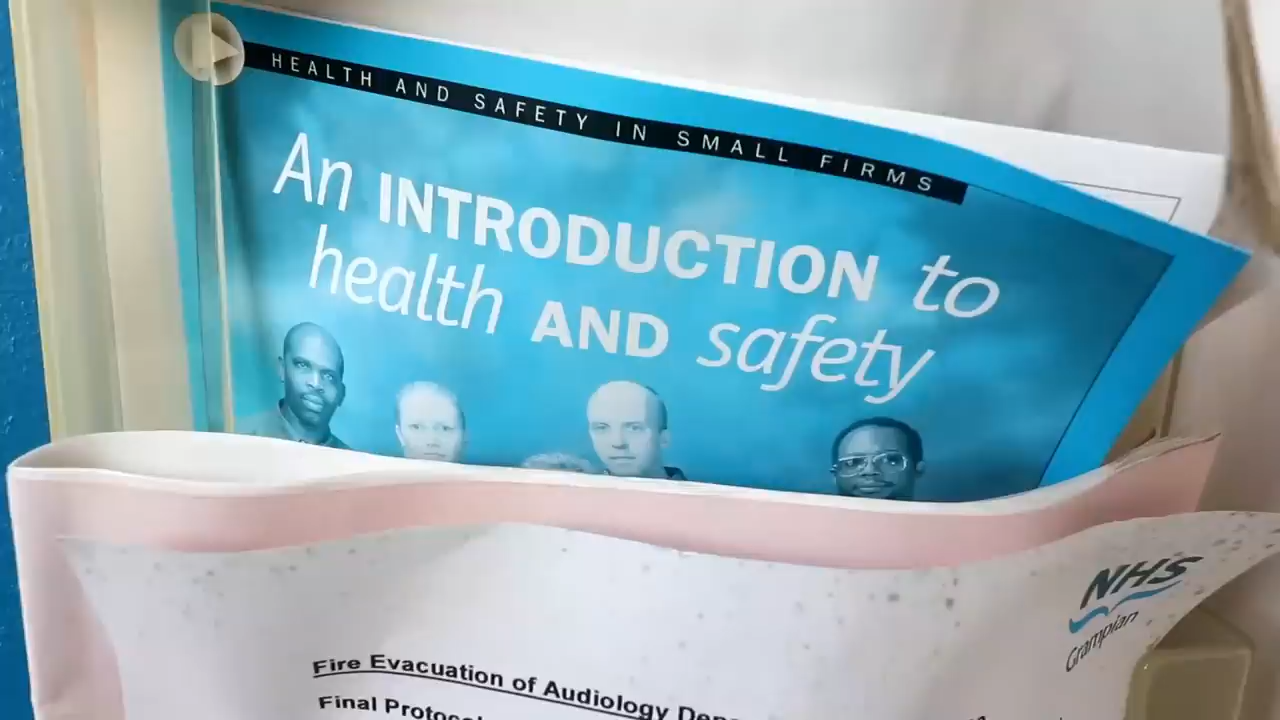 HEALTH AND SAFETY IN SMALL FIRMS
An INTRODUCTION to
health AND safety
NHS
Grampian
Fire Evacuation of Audiology
Final